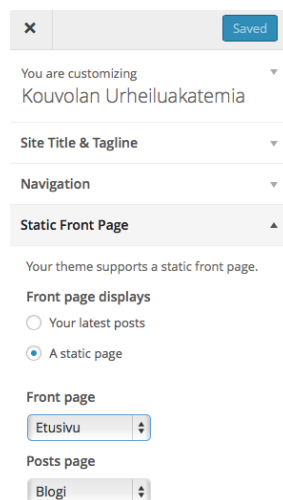 Saved
You are customizing
Kouvolan Urheiluakatemia
Site Title & Tagline
Navigation
Static Front Page
Your theme supports a static front page.
Front page displays
Your latest posts
A static page
Front page
Etusivu
Posts page
Blogi